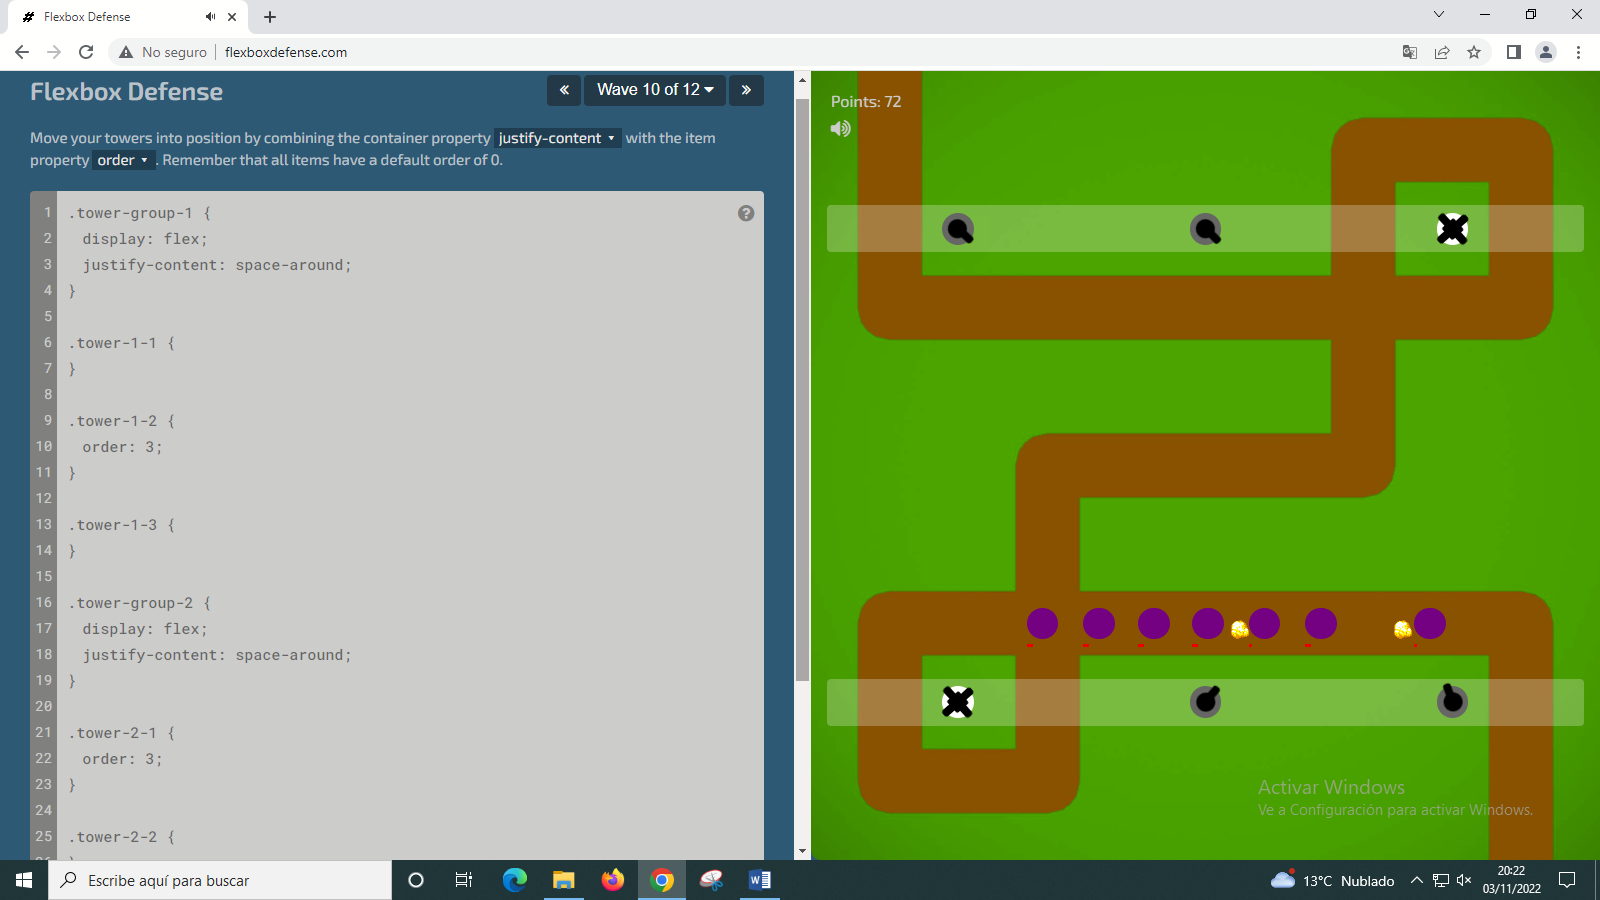 Flexbox Defense
No seguro
flexboxdefense.com
Flexbox Defense
« Wave 10 of 12 »
Move your towers into position by combining the container property justify-content with the item
property order . Remember that all items have a default order of 0.
1 .tower-group-1 {
2 display: flex;
3 justify-content: space-around;
4 }
5
6 .tower-1-1 {
7 }
8
9 .tower-1-2 {
10 order: 3;
11 }
12
13 .tower-1-3 {
14 }
15
16 .tower-group-2 {
17 display: flex;
18 justify-content: space-around;
19 }
20
21 .tower-2-1 {
22 order: 3;
23 }
24
25 .tower-2-2 {
Points: 72
Activar Windows
Ve a Configuración para activar Windows.
Escribe aquí para buscar
13°C Nublado
20:22
03/11/2022